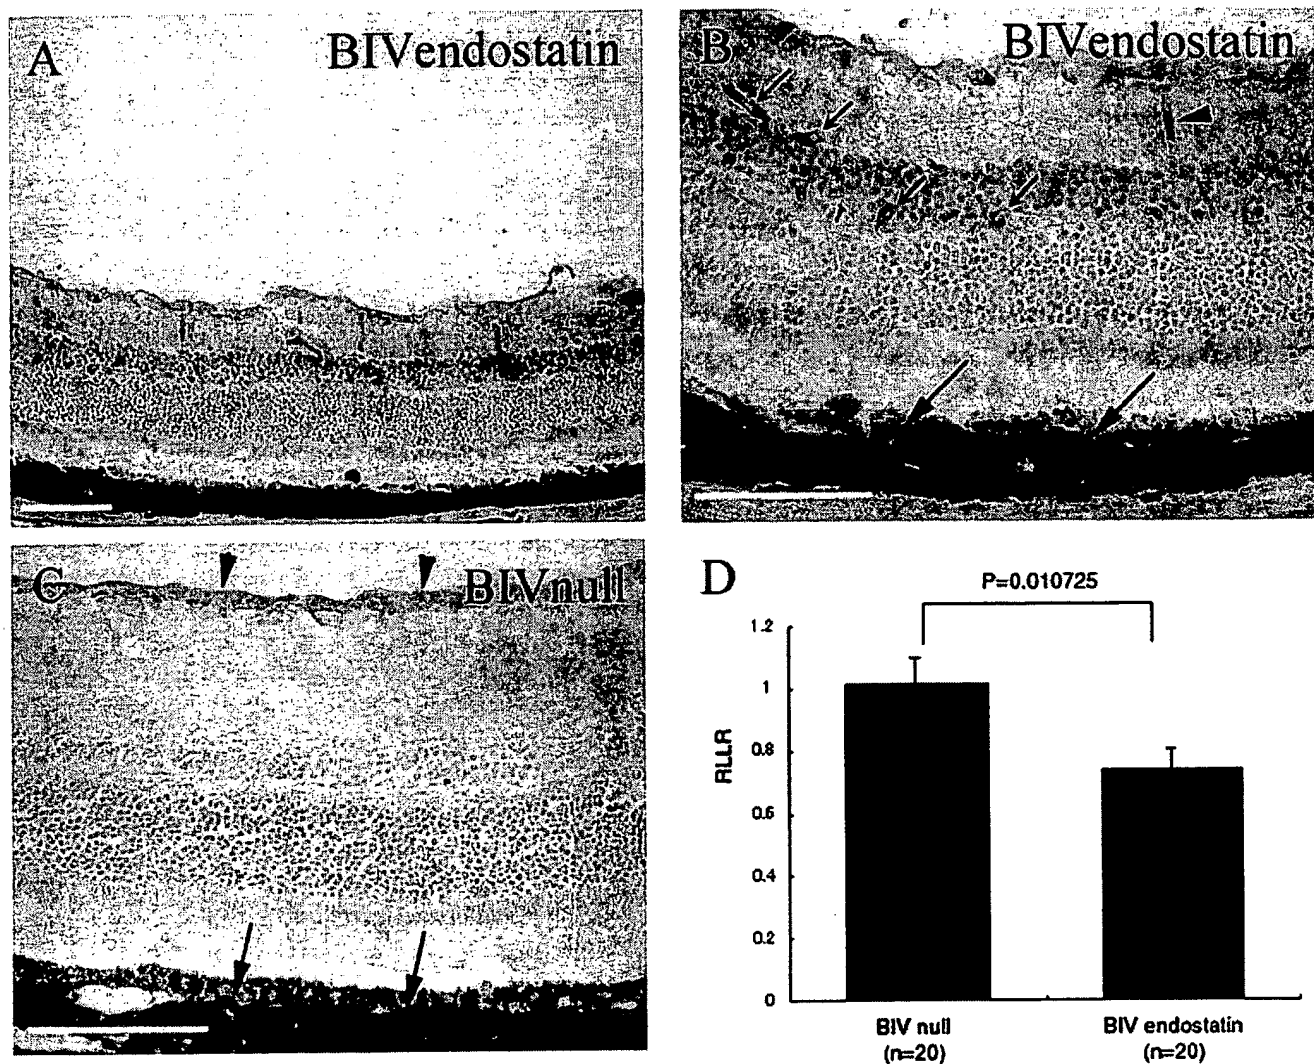 A
BIVendostatin
B
BIVendostatin
C
BIVnull
D
P=0.010725
1.2
1
0.8
0.6
0.4
0.2
0
RLLR
BIV null
(n=20)
BIV endostatin
(n=20)